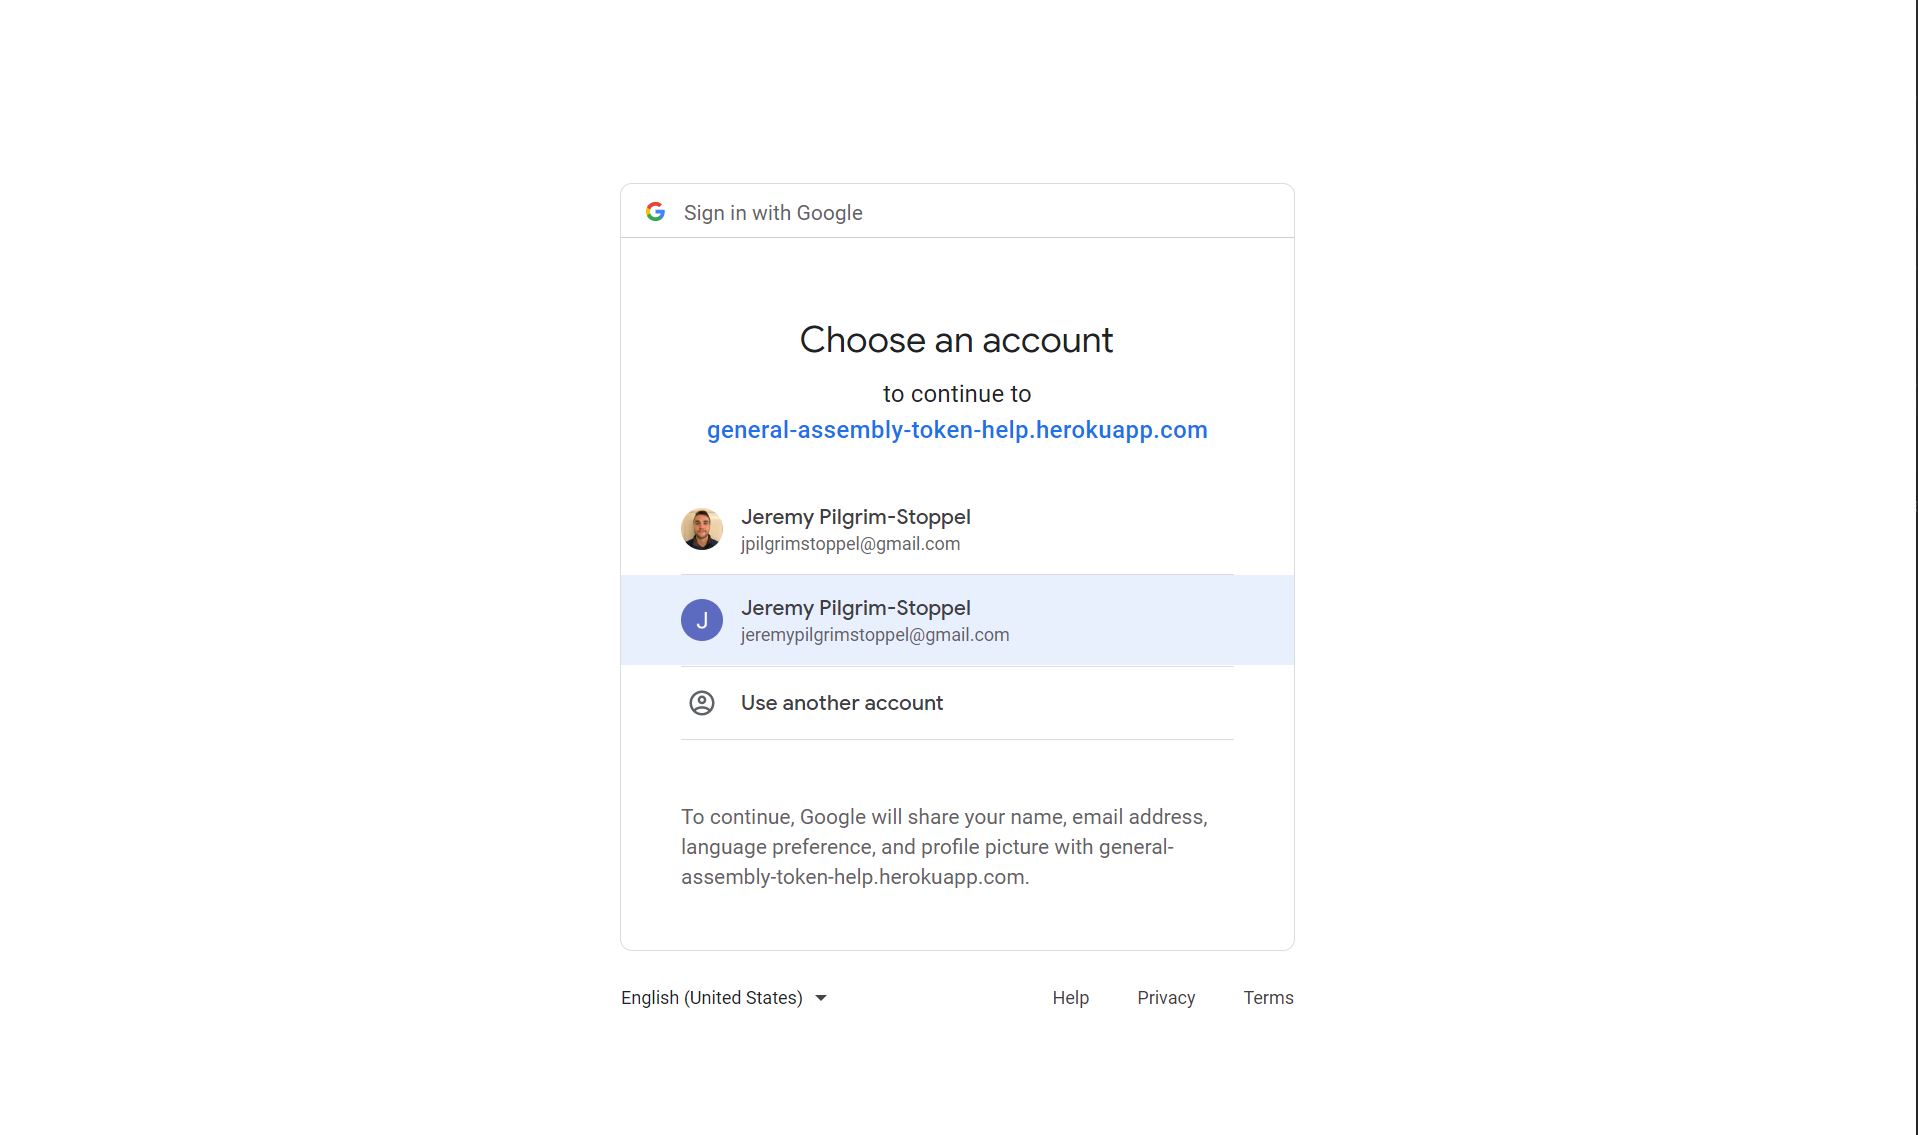 Sign in with Google
Choose an account
to continue to
general-assembly-token-help.herokuapp.com
Jeremy Pilgrim-Stoppel
jpilgrimstoppel@gmail.com
J
Jeremy Pilgrim-Stoppel
jeremypilgrimstoppel@gmail.com
Use another account
To continue, Google will share your name, email address,
language preference, and profile picture with general-
assembly-token-help.herokuapp.com.
English (United States)
Help
Privacy
Terms